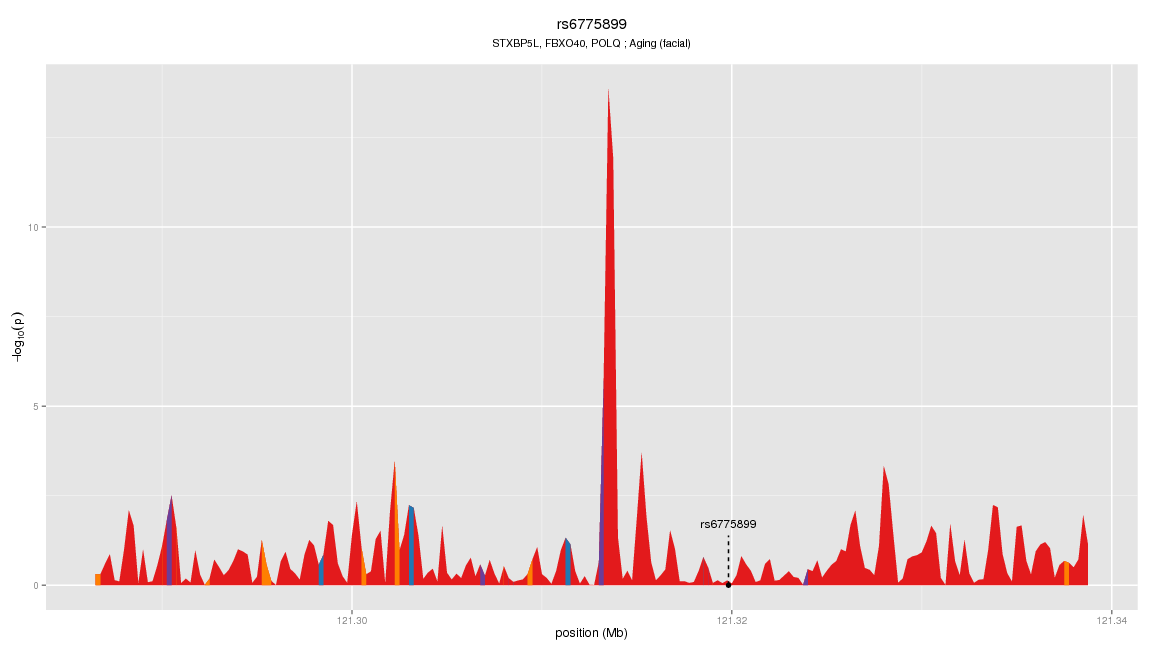 rs6775899
STXBP5L, FBXO40, POLQ ; Aging (facial)
−log10(p)
10
5
0
rs6775899
121.30
121.32
121.34
position (Mb)